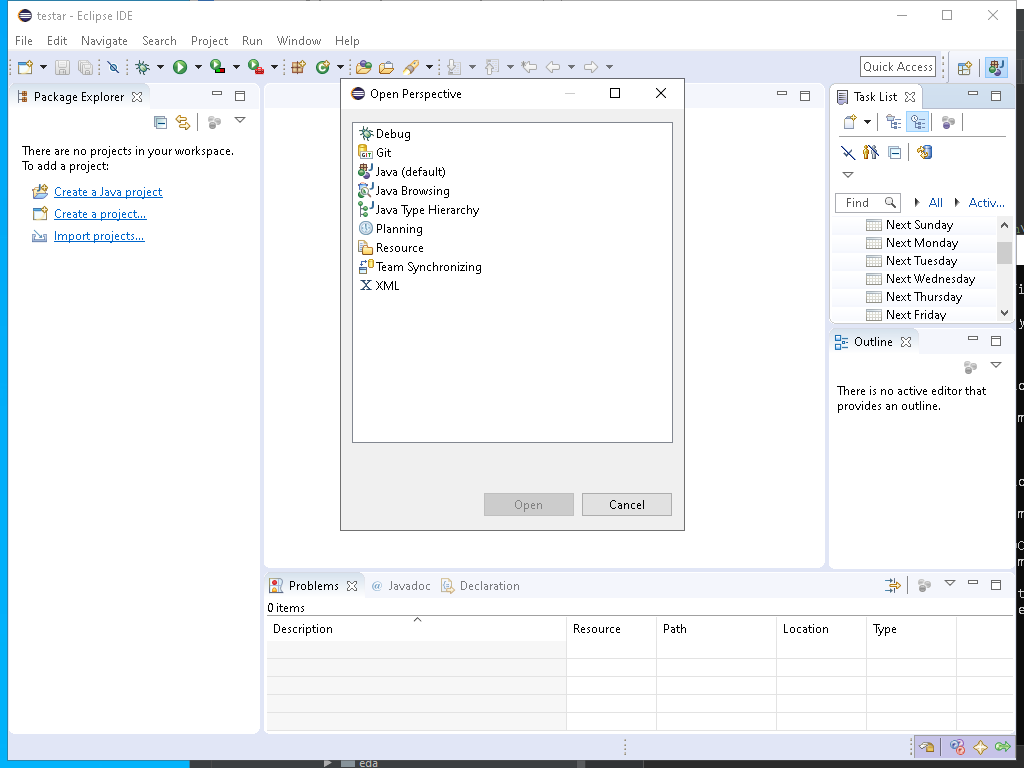 testar - Eclipse IDE
File Edit Navigate Search Project Run Window Help
Quick Access
Package Explorer
There are no projects in your workspace.
To add a project:
Create a Java project
Create a project...
Import projects...
Open Perspective
Debug
GIT Git
Java (default)
Java Browsing
Java Type Hierarchy
Planning
Resource
Team Synchronizing
XML
Open Cancel
Task List
Find All Activ...
Next Sunday
Next Monday
Next Tuesday
Next Wednesday
Next Thursday
Next Friday
Outline
There is no active editor that
provides an outline.
Problems @ Javadoc Declaration
0 items
Description Resource Path Location Type
eda